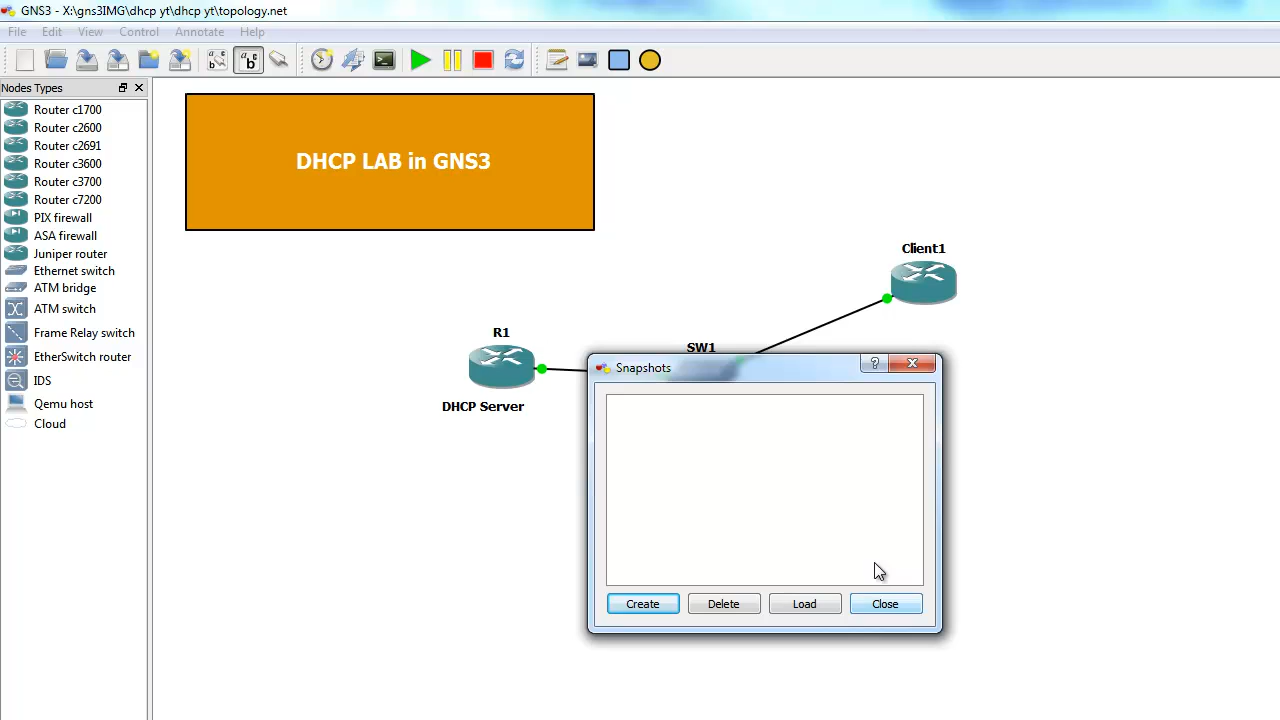 GNS3 - X:\gns3IMG\dhcp yt\dhcp yt\topology.net
File Edit View Control Annotate Help
Nodes Types
Router c1700
Router c2600
Router c2691
Router c3600
Router c3700
Router c7200
PIX firewall
ASA firewall
Juniper router
Ethernet switch
ATM bridge
ATM switch
Frame Relay switch
EtherSwitch router
IDS
Qemu host
Cloud
DHCP LAB in GNS3
Client1
R1
SW1
DHCP Server
Snapshots
Create Delete Load Close